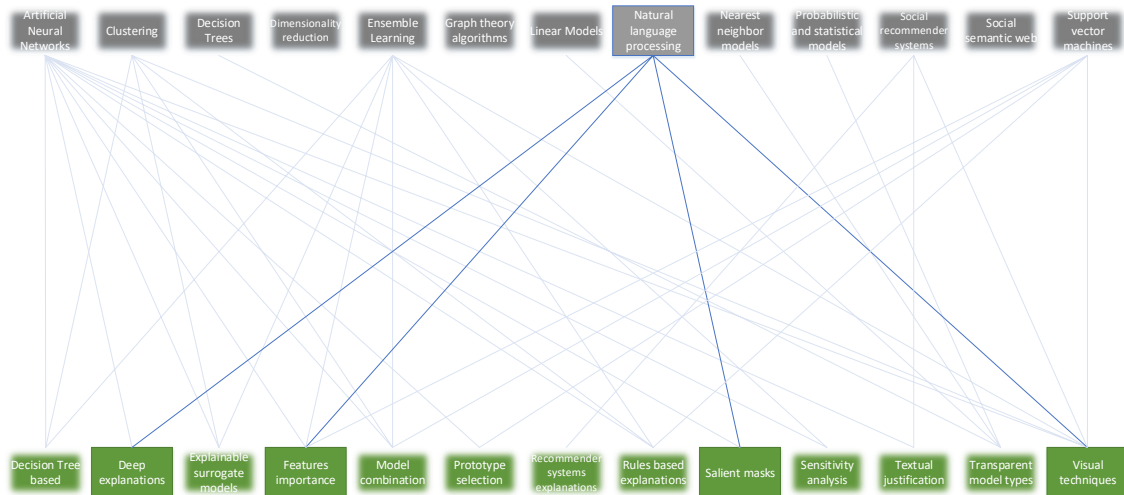 Artificial
Neural
Networks
Clustering
Decision
Trees
Dimensionality
reduction
Ensemble
Learning
Graph theory
algorithms
Linear Models
Natural
language
processing
Nearest
neighbor
models
Probabilistic
and statistical
models
Social
recommender
systems
Social
semantic web
Support
vector
machines
Decision Tree
based
Deep
explanations
Explainable
surrogate
models
Features
importance
Model
combination
Prototype
selection
Recommender
systems
explanations
Rules based
explanations
Salient masks
Sensitivity
analysis
Textual
justification
Transparent
model types
Visual
techniques